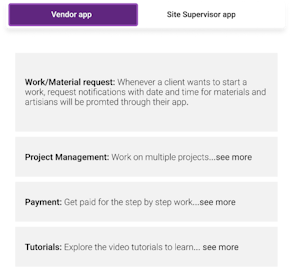 Vendor app
Site Supervisor app
Work/Material request: Whenever a client wants to start a
work, request notifications with date and time for materials and
artisians will be promted through their app.
Project Management: Work on multiple projects...see more
Payment: Get paid for the step by step work...see more
Tutorials: Explore the video tutorials to learn... see more